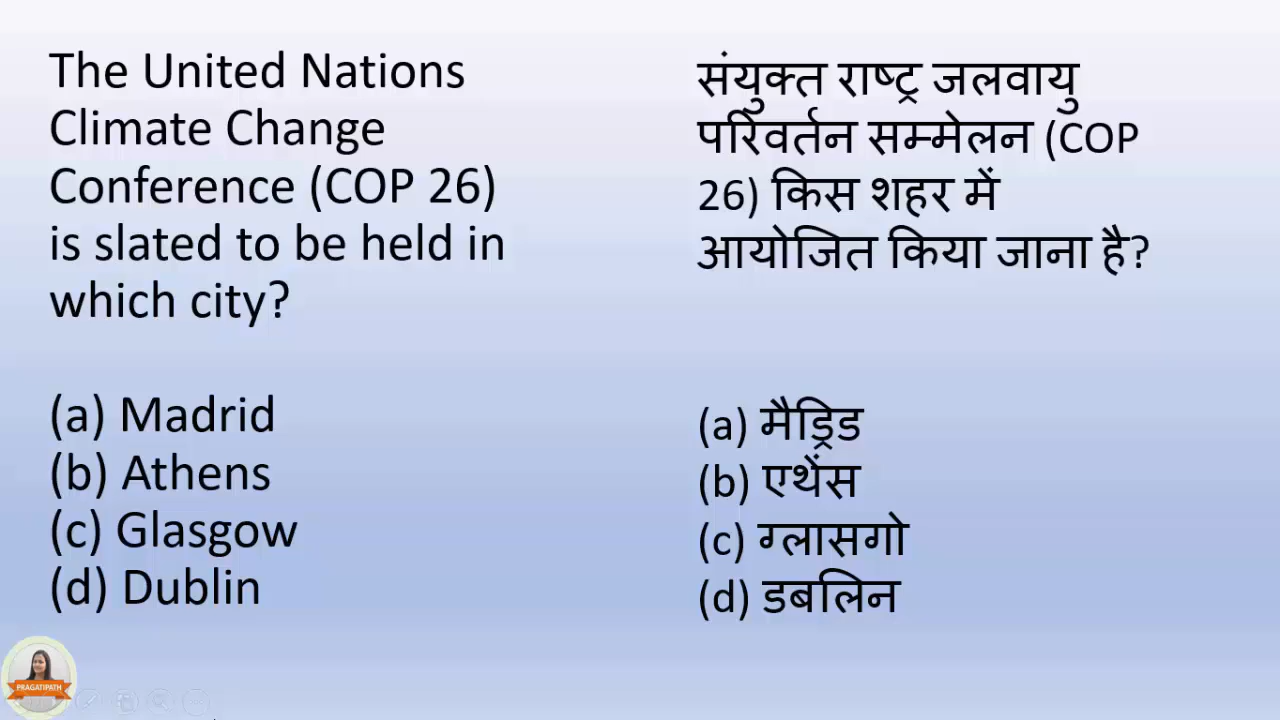 The United Nations
Climate Change
Conference (COP 26)
is slated to be held in
which city?
(a) Madrid
(b) Athens
(c) Glasgow
(d) Dublin
संयुक्त राष्ट्र जलवायु
परिवर्तन सम्मेलन (COP
26) किस शहर में
आयोजित किया जाना है?
(a) मैड्रिड
(b) एथेंस
(c) ग्लासगो
(d) डबलिन
PRAGATIPATH